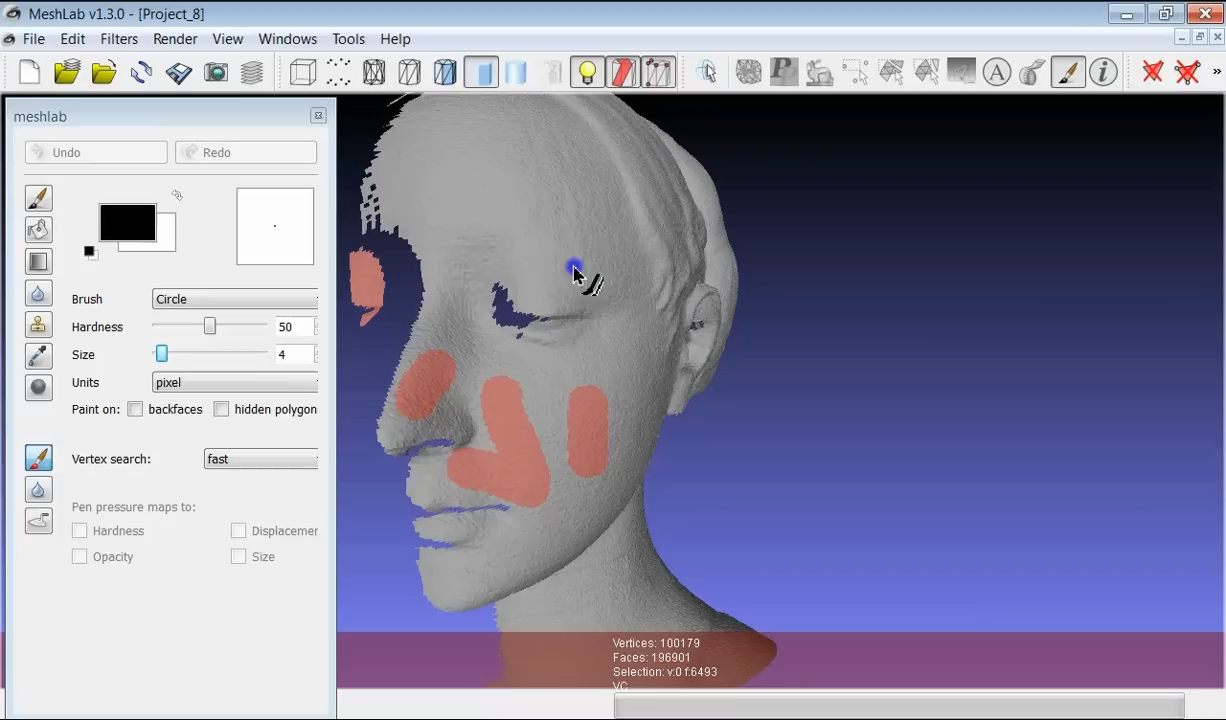 MeshLab v1.3.0 - [Project_8]
File Edit Filters Render View Windows Tools Help
A
P
i
»
meshlab
Undo Redo
Brush Circle
Hardness 50
Size 4
Units pixel
Paint on: backfaces hidden polygon
Vertex search: fast
Pen pressure maps to:
Hardness Displacemer
Opacity Size
Vertices: 100179
Faces: 196901
Selection: v:0 f:6493
VC